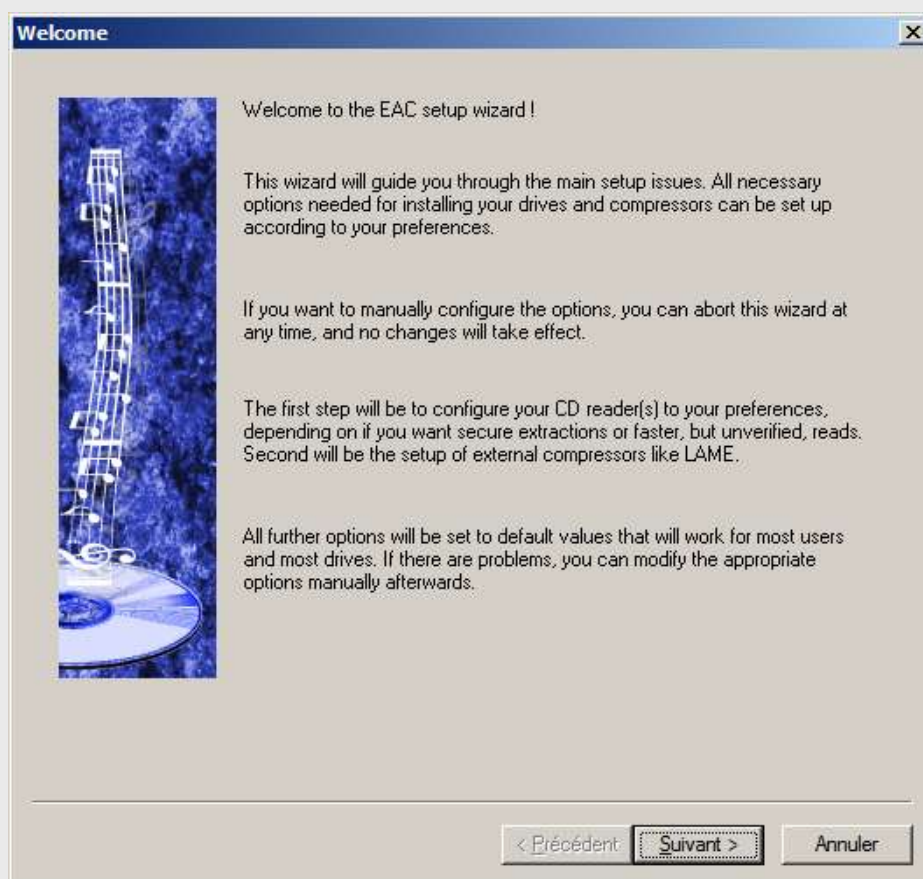 Welcome
Welcome to the EAC setup wizard !
This wizard will guide you through the main setup issues. All necessary
options needed for installing your drives and compressors can be set up
according to your preferences.
If you want to manually configure the options, you can abort this wizard at
any time, and no changes will take effect.
The first step will be to configure your CD reader(s) to your preferences,
depending on if you want secure extractions or faster, but unverified, reads.
Second will be the setup of external compressors like LAME.
All further options will be set to default values that will work for most users
and most drives. If there are problems, you can modify the appropriate
options manually afterwards.
< Précédent Suivant > Annuler